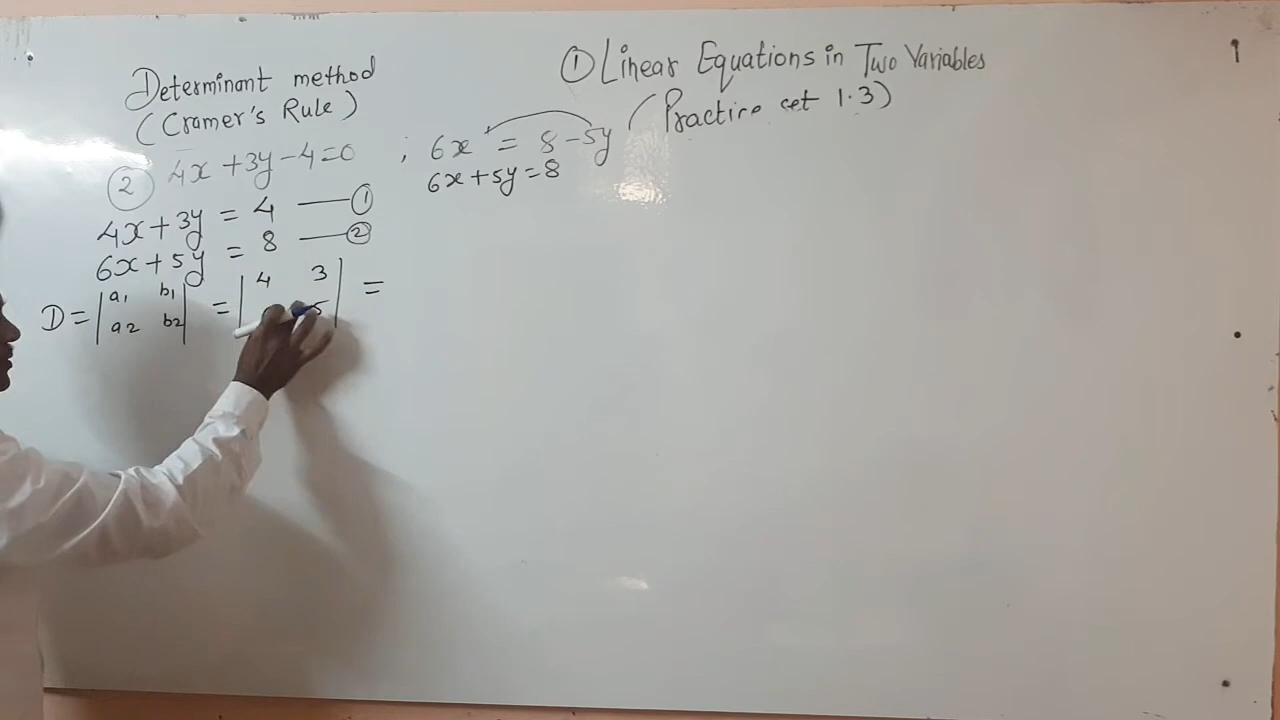 Determinant method
(Cramer's Rule)
① Linear Equations in Two Variables
(Practice set 1.3)
② 4x + 3y - 4 = 0 ; 6x = 8 - 5y
6x + 5y = 8
4x + 3y = 4 —— ①
6x + 5y = 8 —— ②
D = | a₁ b₁ | = | 4 3 | =
| a2 b2 | | 5 |
1